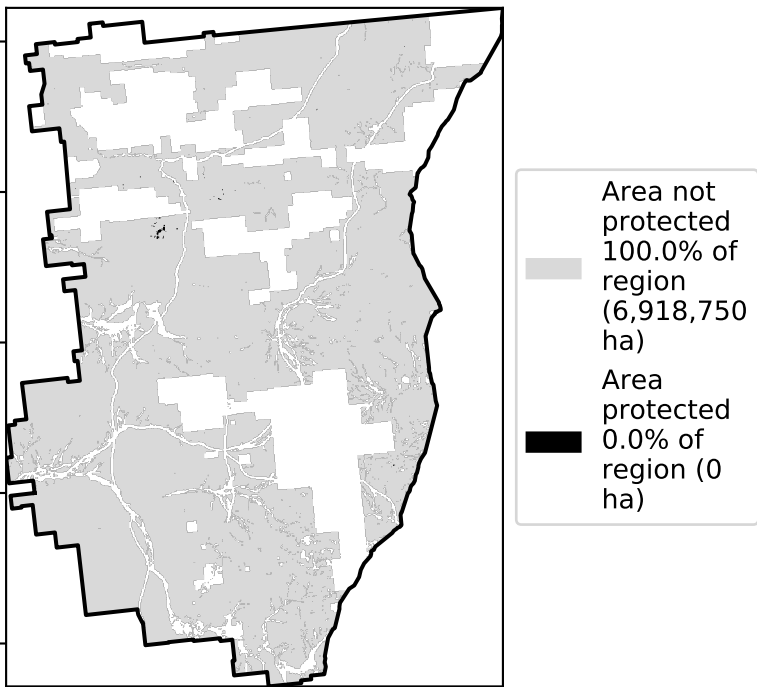 Area not
protected
100.0% of
region
(6,918,750
ha)
Area
protected
0.0% of
region (0
ha)